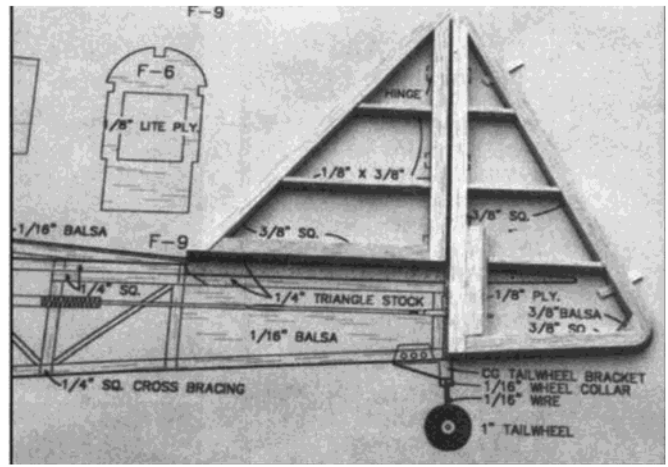 F-9
F-6
1/8" LITE PLY.
HINGE
1/8" X 3/8"
3/8" SQ.
1/16" BALSA
F-9
3/8" SQ.
1/4" SQ.
1/4" TRIANGLE STOCK
1/8" PLY.
3/8" BALSA
3/8" SQ.
1/16" BALSA
CG TAILWHEEL BRACKET
1/16" WHEEL COLLAR
1/16" WIRE
1/4" SQ. CROSS BRACING
1" TAILWHEEL